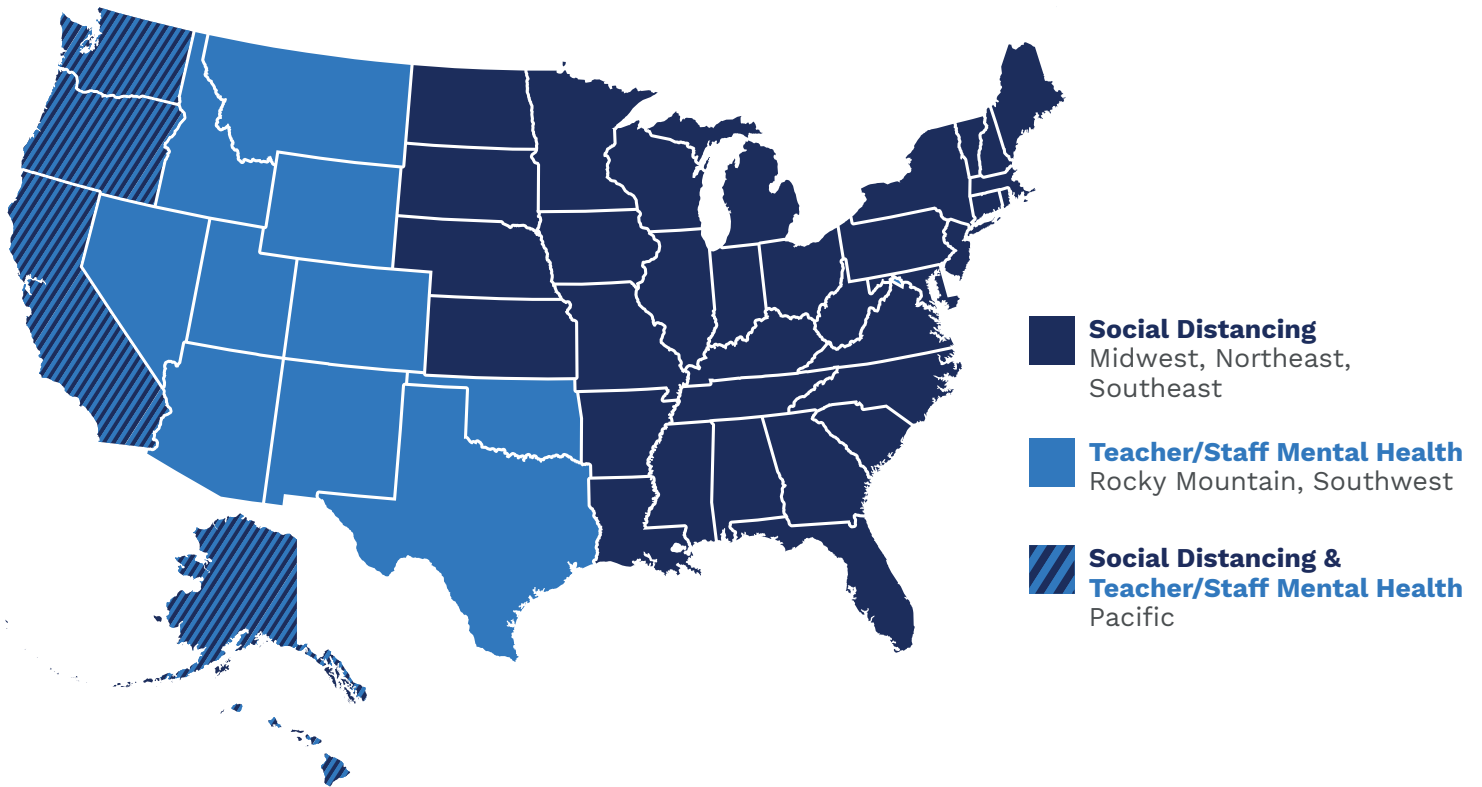 Social Distancing
Midwest, Northeast,
Southeast
Teacher/Staff Mental Health
Rocky Mountain, Southwest
Social Distancing &
Teacher/Staff Mental Health
Pacific